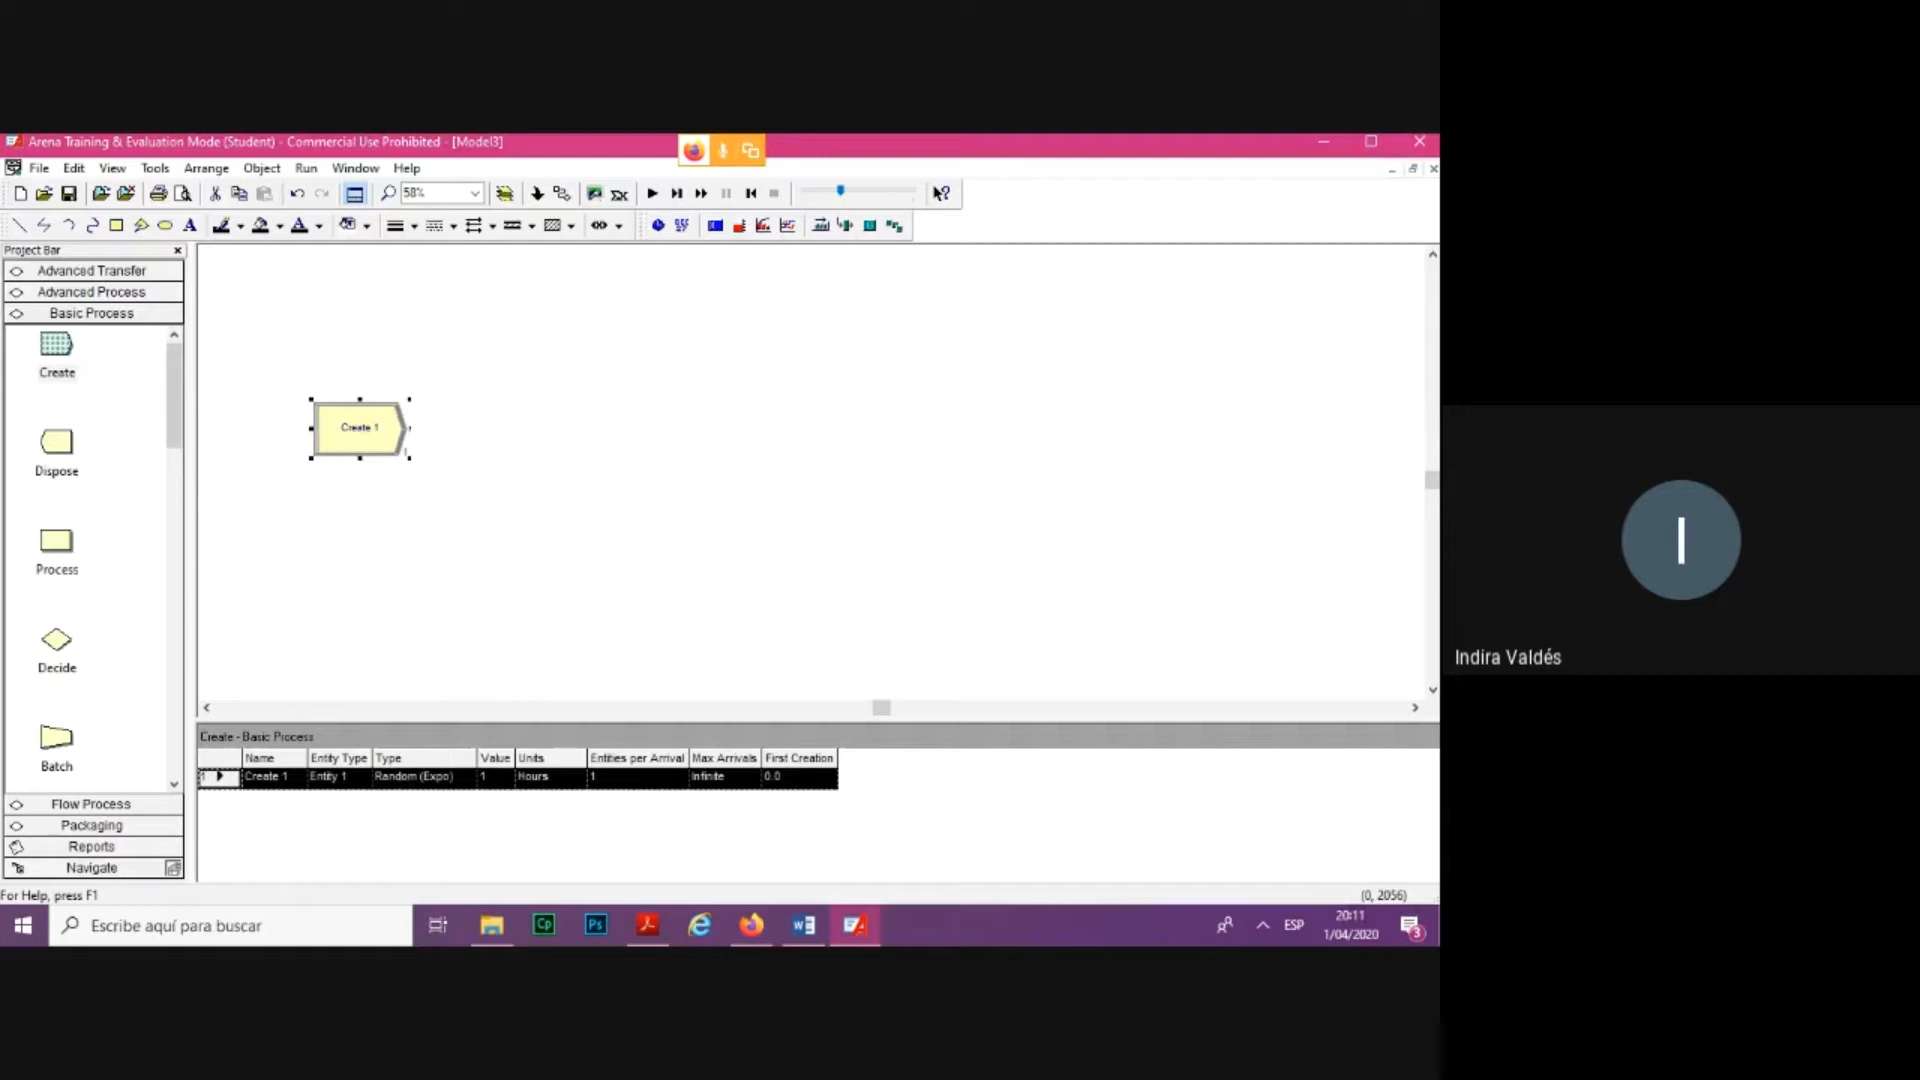 Arena Training & Evaluation Mode (Student) - Commercial Use Prohibited - [Model3]
File Edit View Tools Arrange Object Run Window Help
58%
Project Bar
Advanced Transfer
Advanced Process
Basic Process
Create
Dispose
Process
Decide
Batch
Flow Process
Packaging
Reports
Navigate
Create 1
Create - Basic Process
Name Entity Type Type Value Units Entities per Arrival Max Arrivals First Creation
1 Create 1 Entity 1 Random (Expo) 1 Hours 1 Infinite 0.0
For Help, press F1
(0, 2056)
Escribe aquí para buscar
Cp
Ps
ESP
20:11
1/04/2020
3
I
Indira Valdés